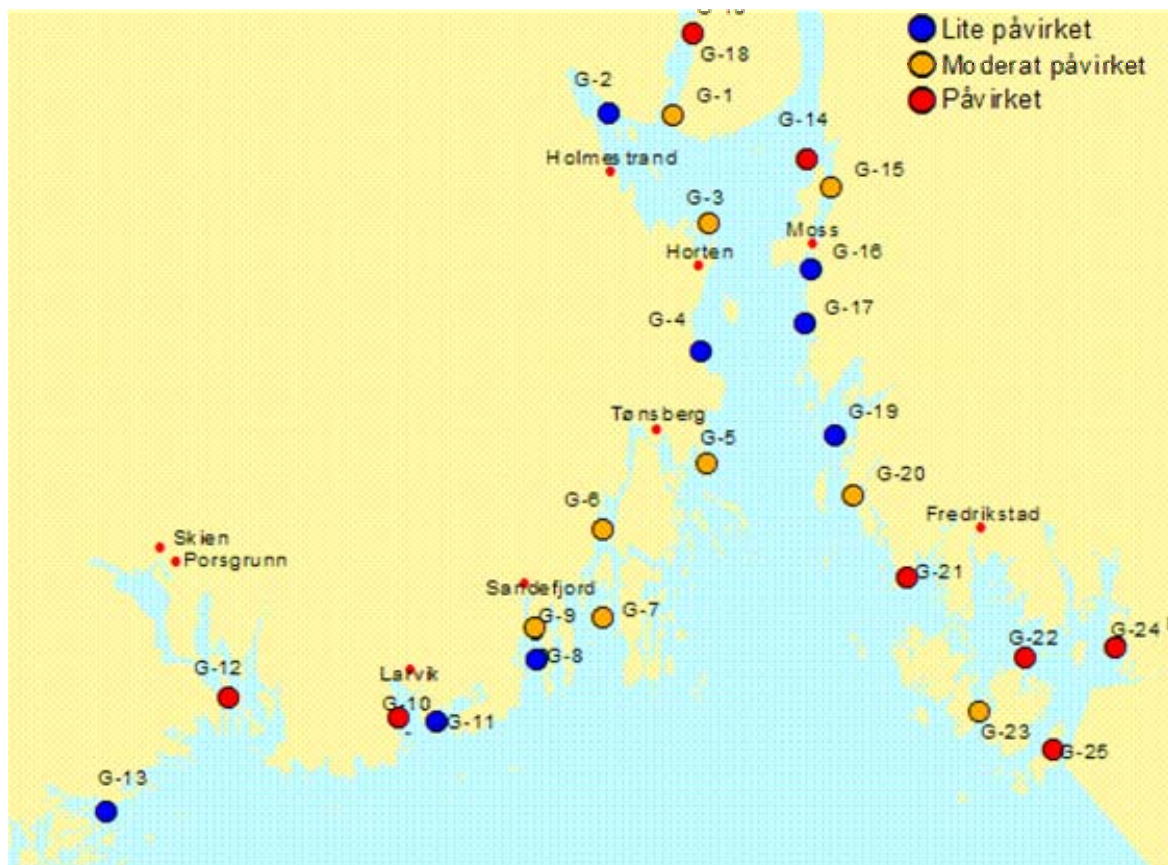 Lite påvirket
Moderat påvirket
Påvirket
G-18
G-2
G-1
G-14
Holmestrand
G-15
G-3
Moss
Horten
G-16
G-17
G-4
Tønsberg
G-19
G-5
G-20
G-6
Fredrikstad
Skien
Porsgrunn
G-21
Sandefjord
G-9
G-7
G-22
G-24
G-8
Larvik
G-12
G-10
G-11
G-23
G-25
G-13